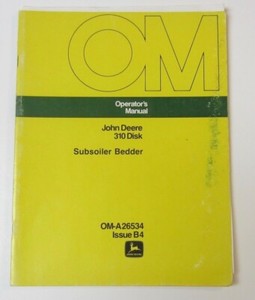 OM
Operator's
Manual
John Deere
310 Disk
Subsoiler Bedder
OM-A26534
Issue B4